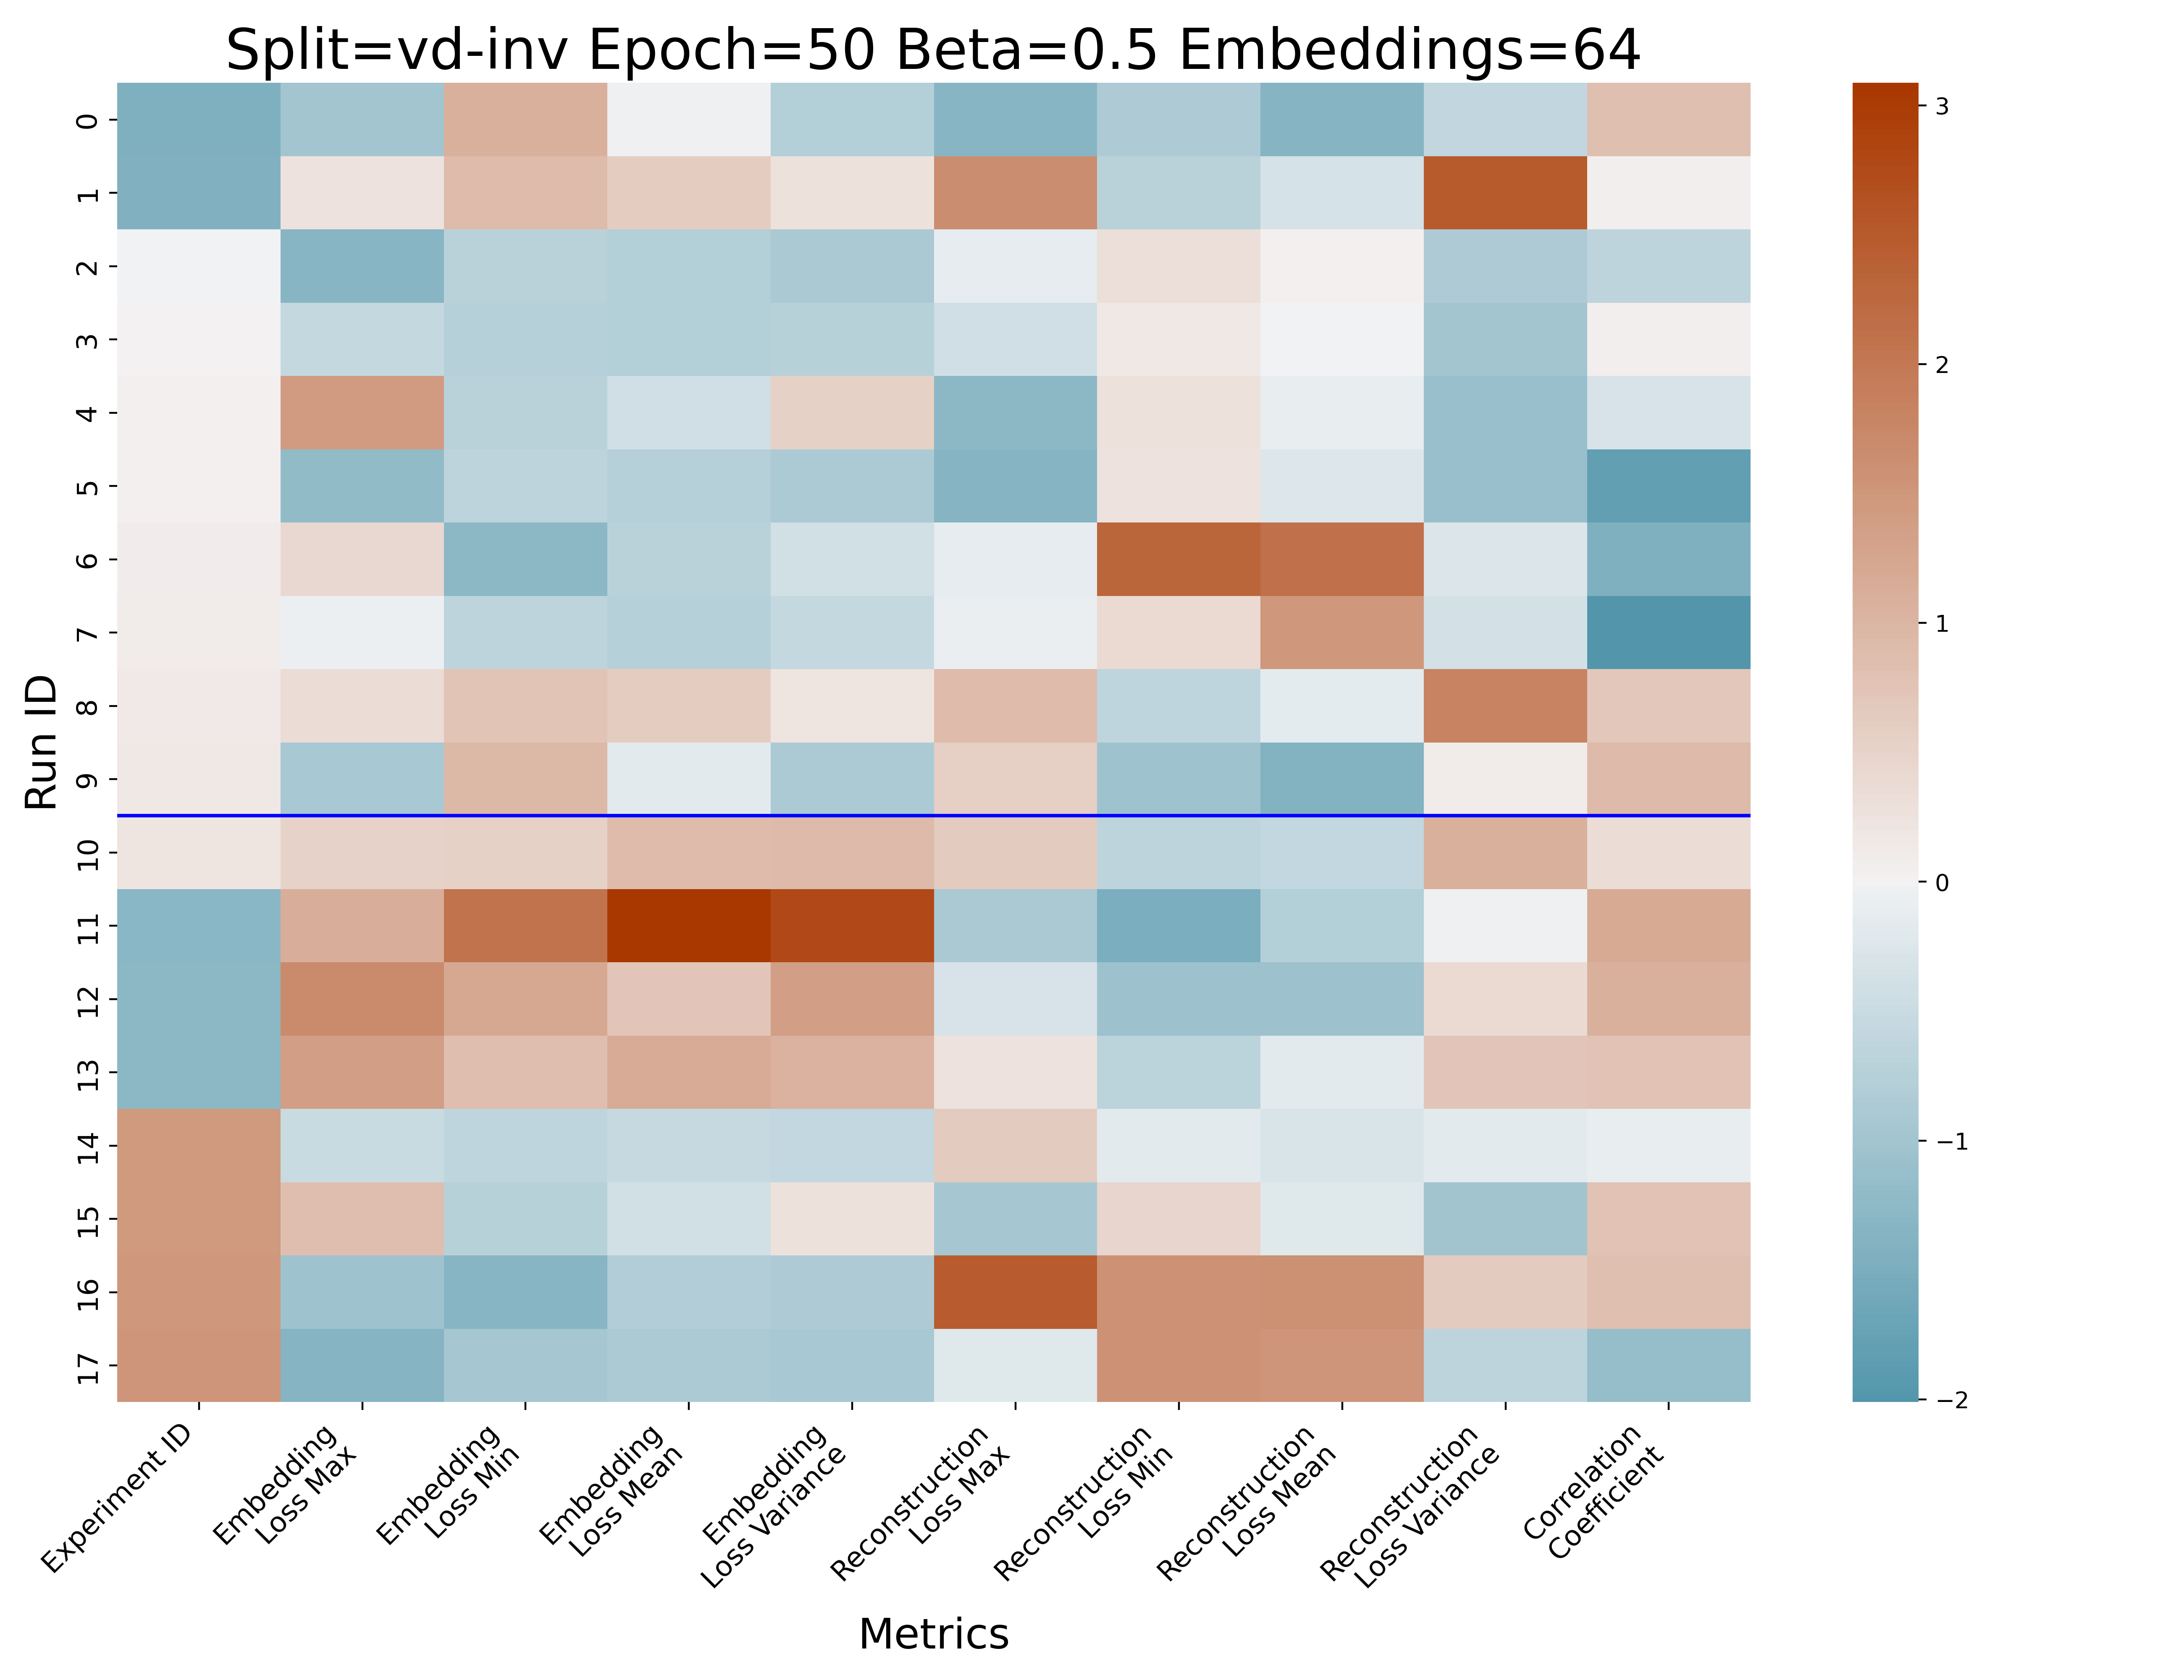 Split=vd-inv Epoch=50 Beta=0.5 Embeddings=64
Run ID
0
1
2
3
4
5
6
7
8
9
10
11
12
13
14
15
16
17
Experiment ID
Embedding
Loss Max
Embedding
Loss Min
Embedding
Loss Mean
Embedding
Loss Variance
Reconstruction
Loss Max
Reconstruction
Loss Min
Reconstruction
Loss Mean
Reconstruction
Loss Variance
Correlation
Coefficient
Metrics
3
2
1
0
−1
−2